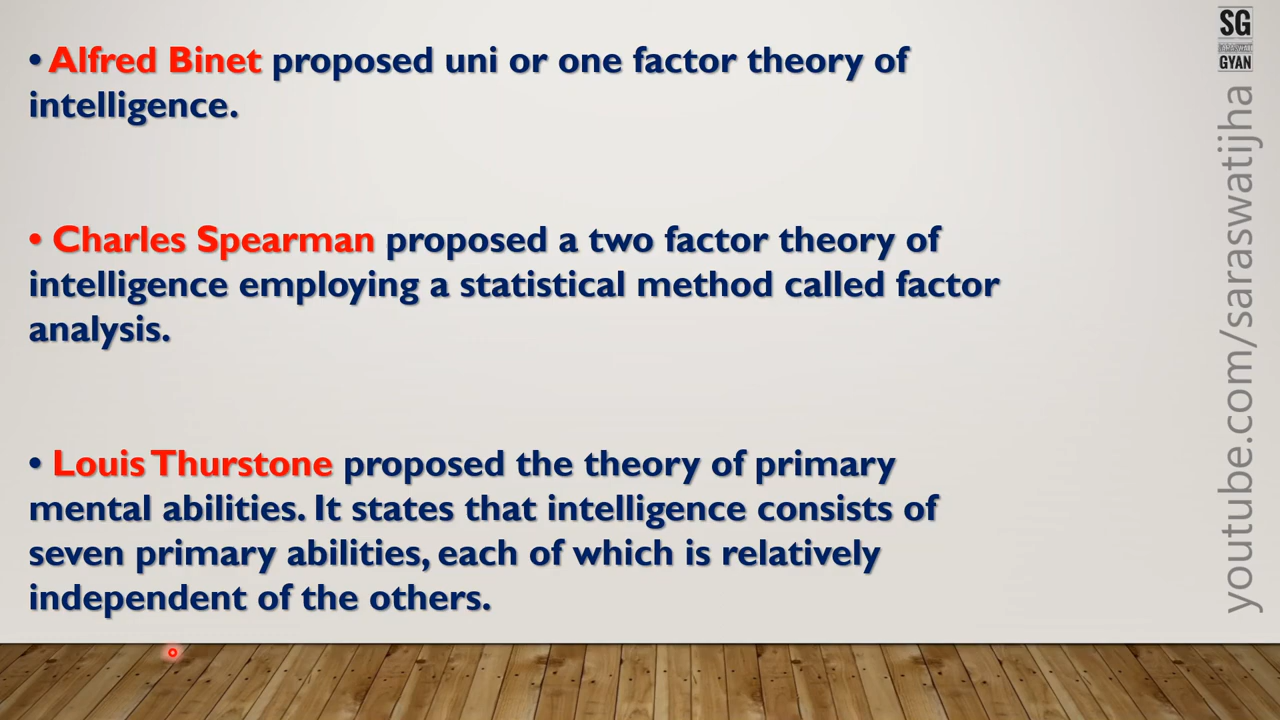 • Alfred Binet proposed uni or one factor theory of
intelligence.
• Charles Spearman proposed a two factor theory of
intelligence employing a statistical method called factor
analysis.
• Louis Thurstone proposed the theory of primary
mental abilities. It states that intelligence consists of
seven primary abilities, each of which is relatively
independent of the others.
SG
SARASWATI
GYAN
youtube.com/saraswatijha